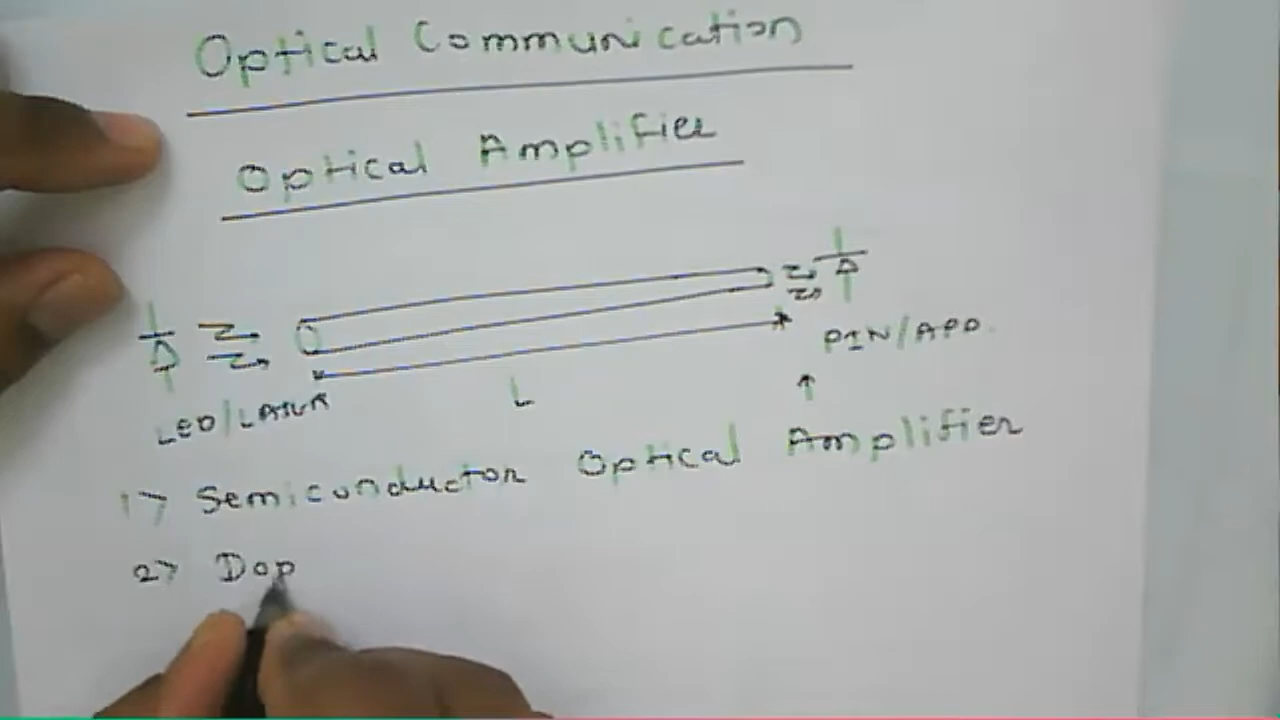 Optical Communication
Optical Amplifier
PIN/APD
LED/LASER
L
1> Semiconductor Optical Amplifier
2> Dop